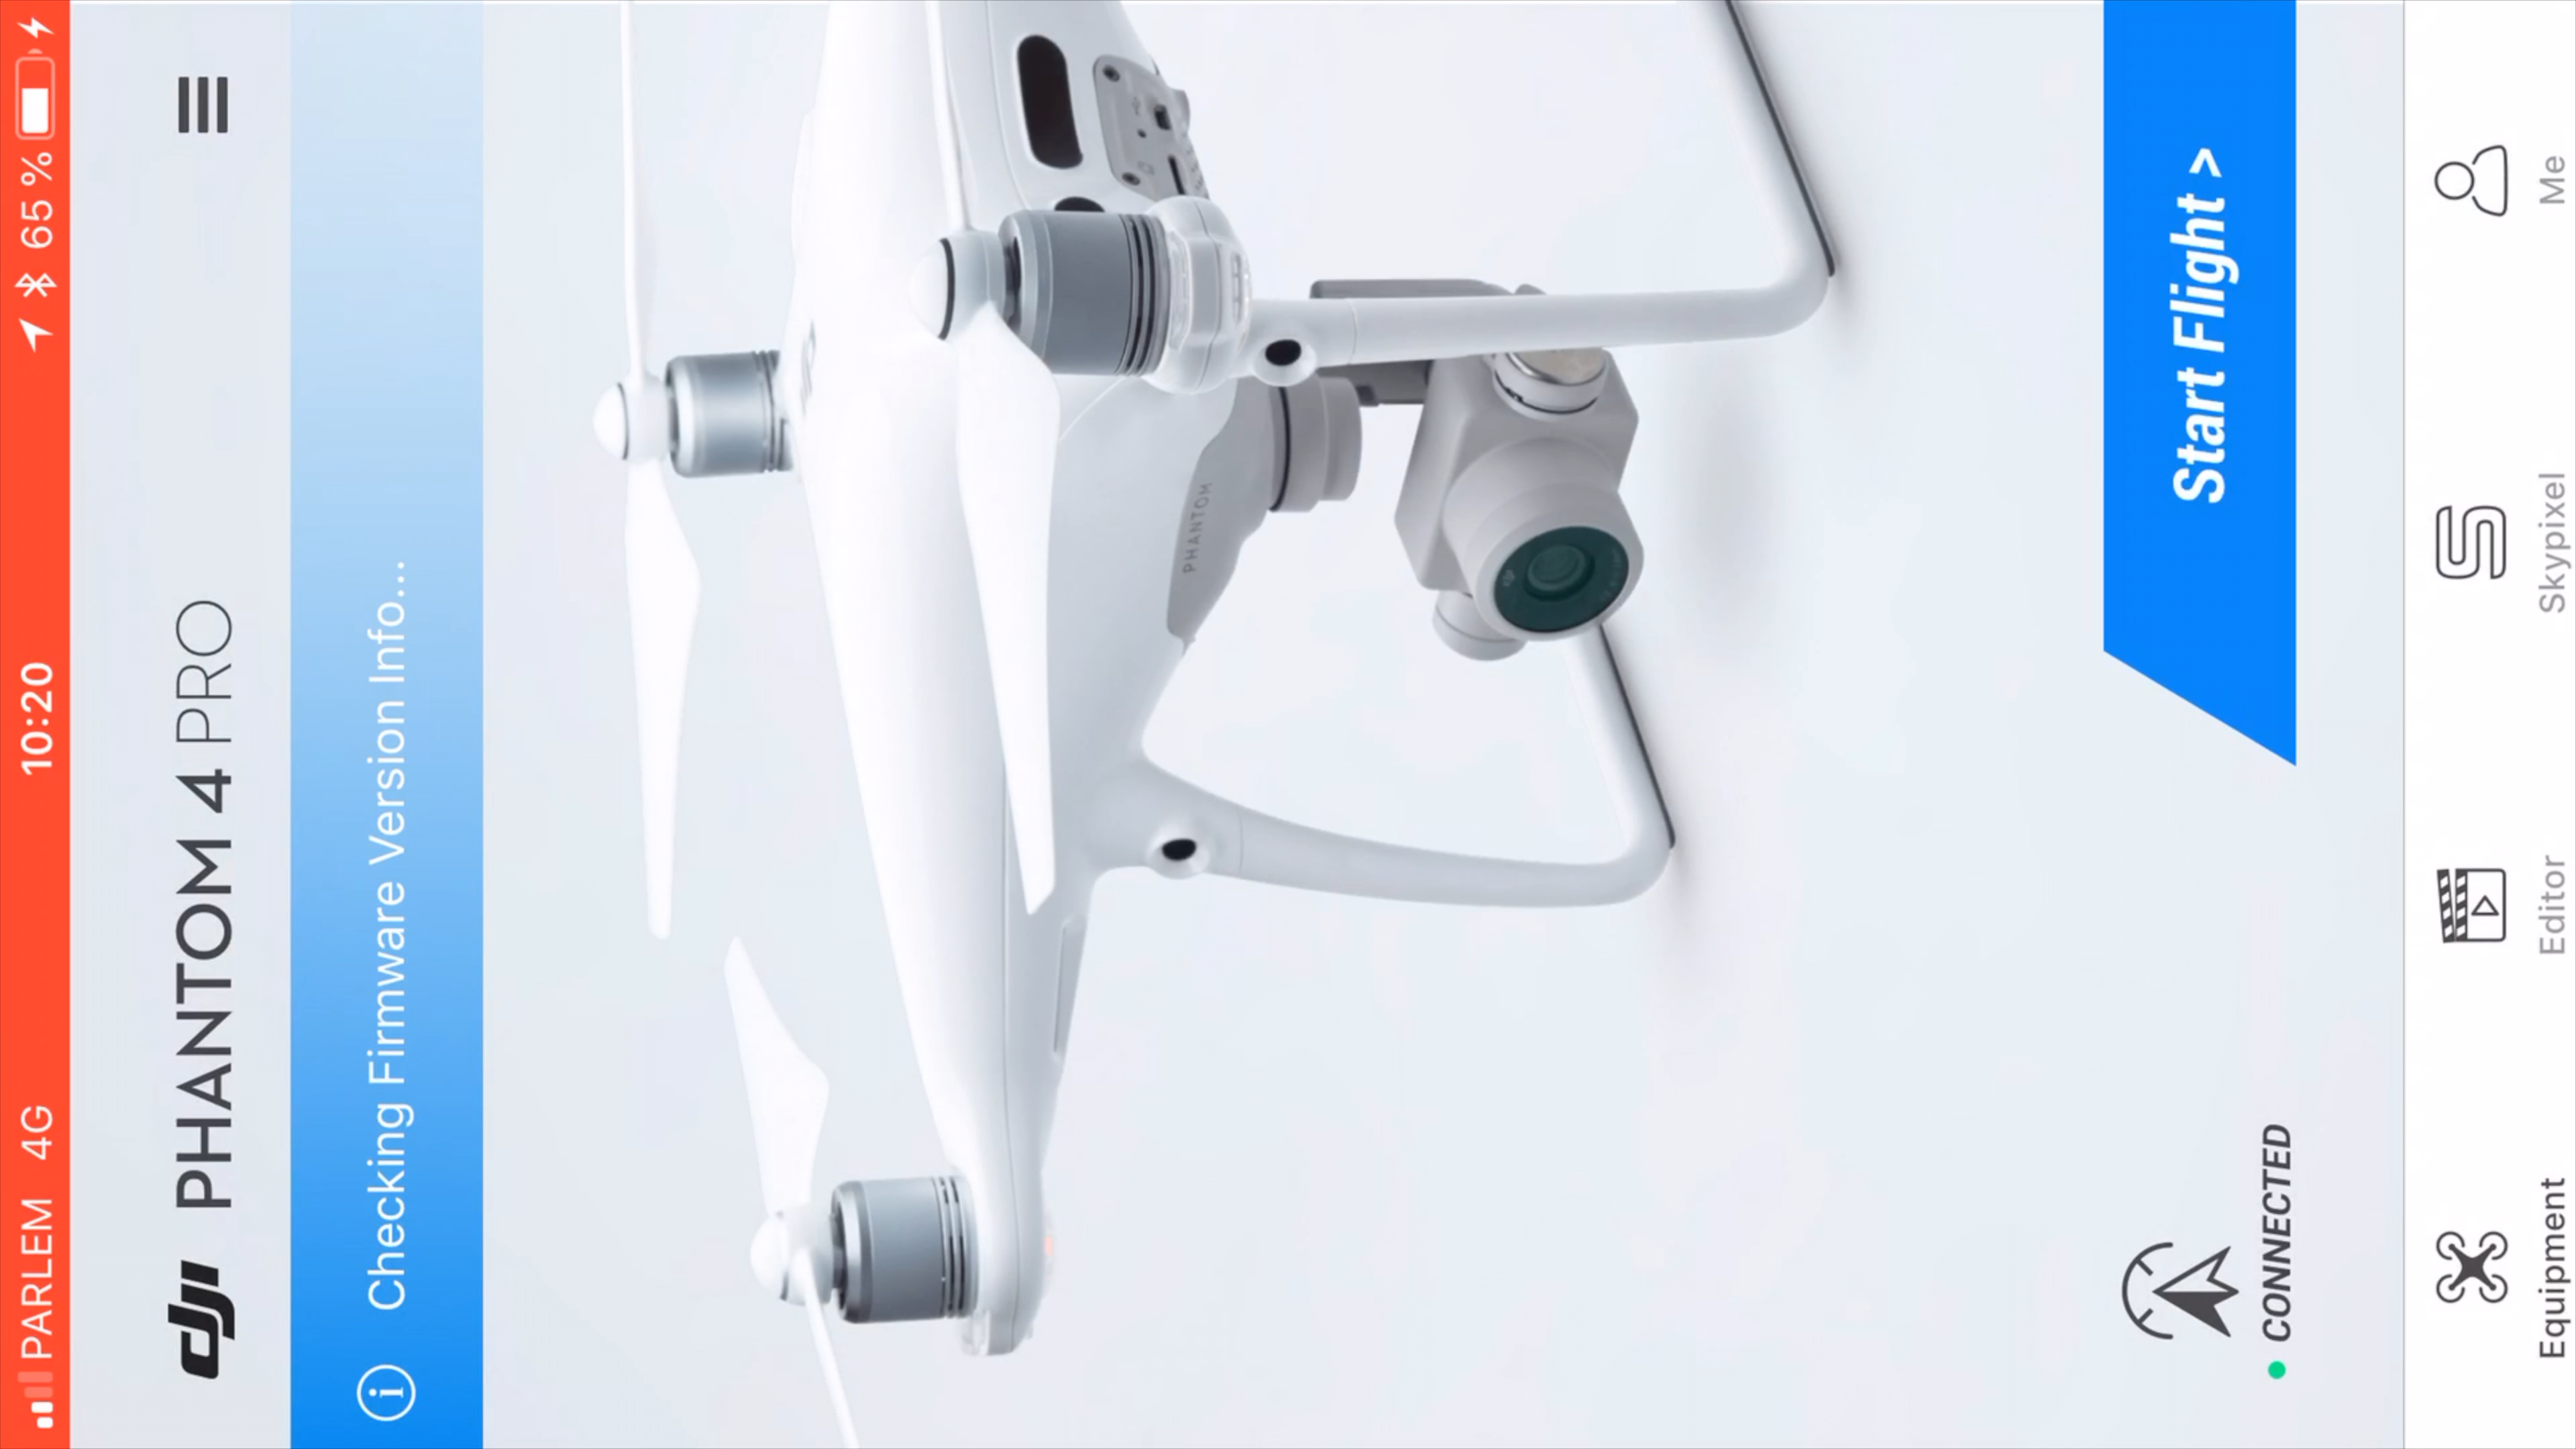 PARLEM 4G 10:20 65 %
dji PHANTOM 4 PRO
Checking Firmware Version Info...
PHANTOM
CONNECTED
Start Flight >
Equipment Editor Skypixel Me